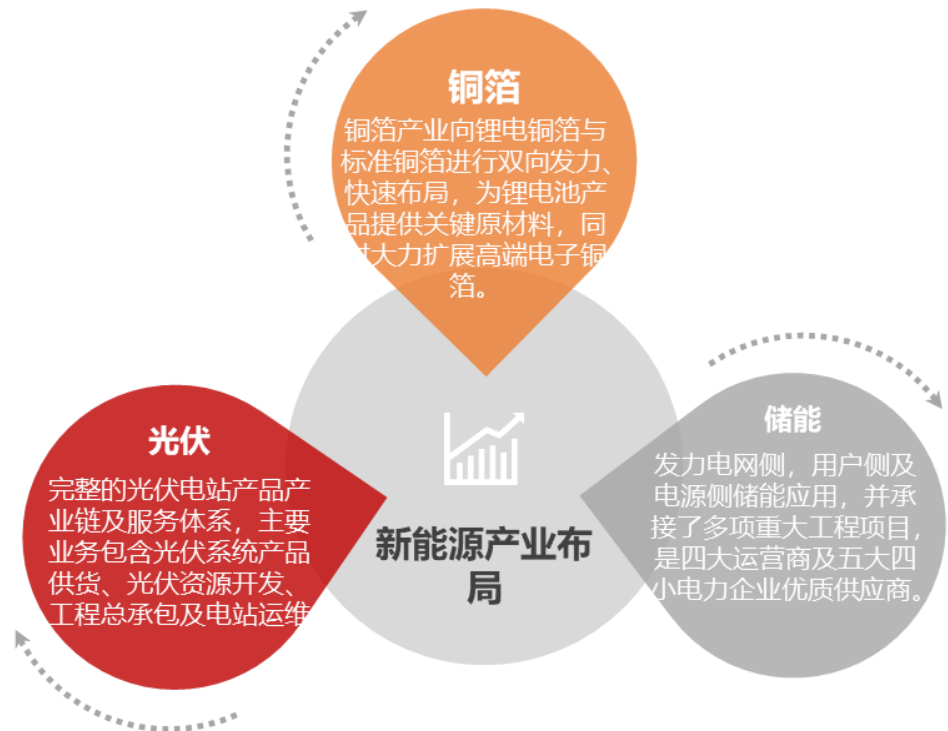 铜箔
铜箔产业向锂电铜箔与
标准铜箔进行双向发力、
快速布局，为锂电池产
品提供关键原材料，同
时大力扩展高端电子铜
箔。
光伏
完整的光伏电站产品产
业链及服务体系，主要
业务包含光伏系统产品
供货、光伏资源开发、
工程总承包及电站运维
新能源产业布
局
储能
发力电网侧，用户侧及
电源侧储能应用，并承
接了多项重大工程项目，
是四大运营商及五大四
小电力企业优质供应商。